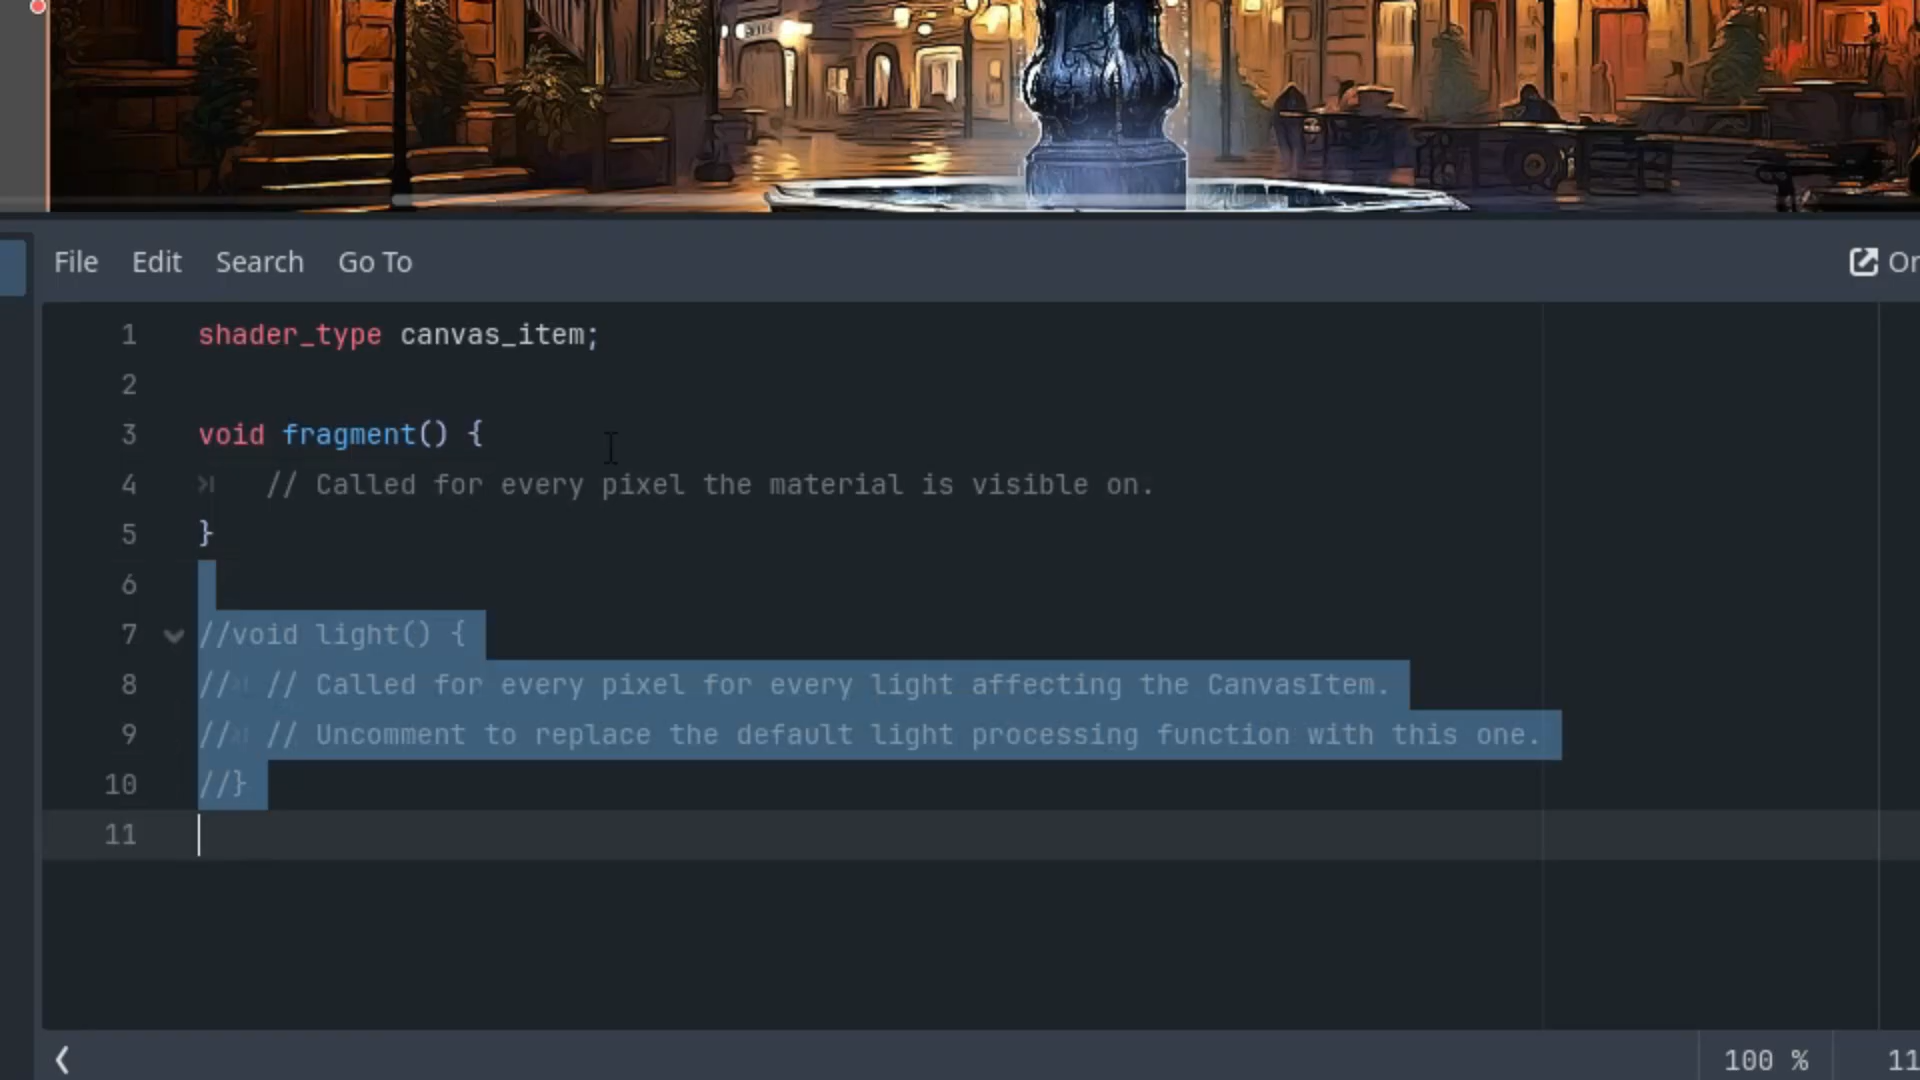 File Edit Search Go To
1 shader_type canvas_item;
2
3 void fragment() {
4 // Called for every pixel the material is visible on.
5 }
6
7 //void light() {
8 // // Called for every pixel for every light affecting the CanvasItem.
9 // // Uncomment to replace the default light processing function with this one.
10 //}
11
100 % 11